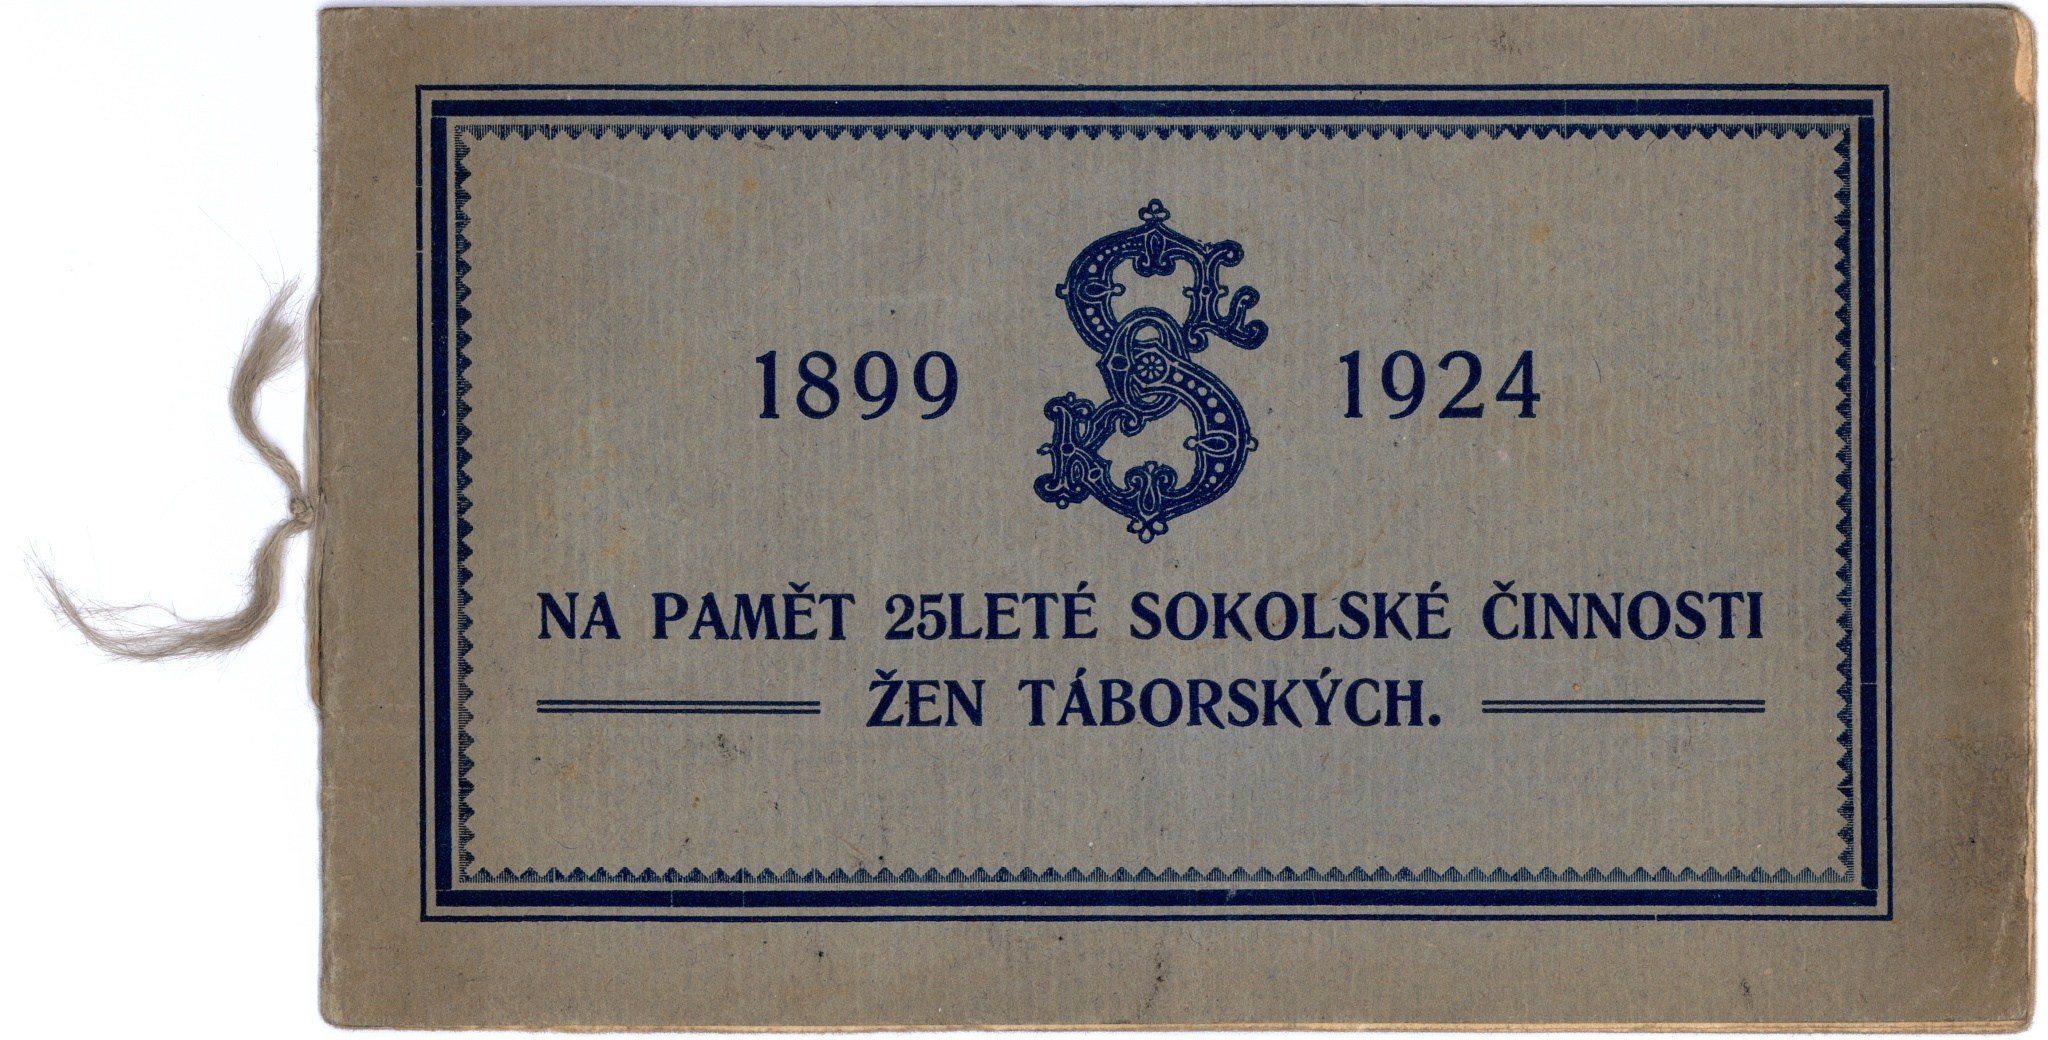 1899 1924
NA PAMĚT 25LETÉ SOKOLSKÉ ČINNOSTI
ŽEN TÁBORSKÝCH.